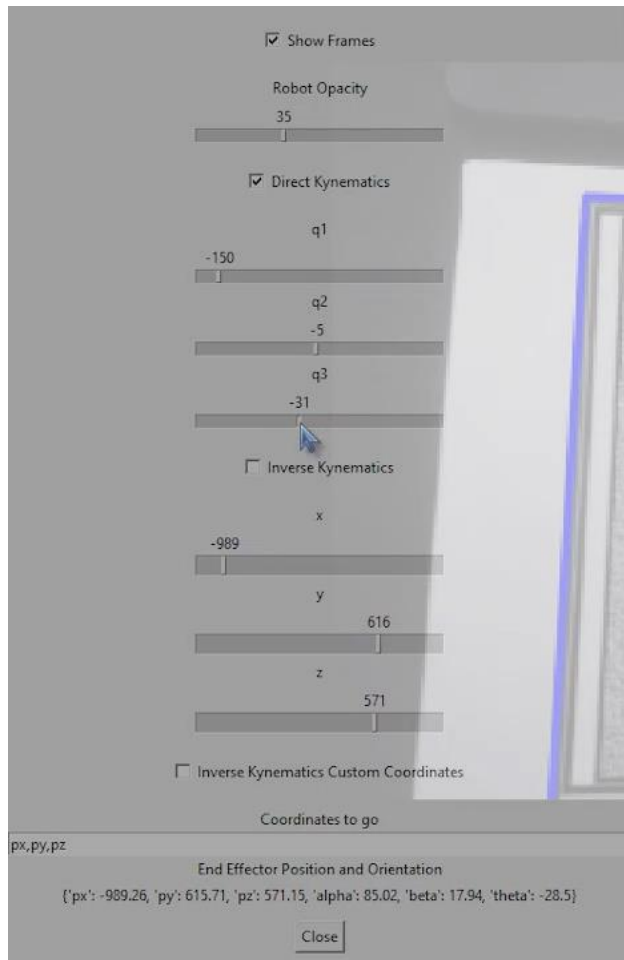 Show Frames
Robot Opacity
35
Direct Kynematics
q1
-150
q2
-5
q3
-31
Inverse Kynematics
x
-989
y
616
z
571
Inverse Kynematics Custom Coordinates
Coordinates to go
px,py,pz
End Effector Position and Orientation
{'px': -989.26, 'py': 615.71, 'pz': 571.15, 'alpha': 85.02, 'beta': 17.94, 'theta': -28.5}
Close